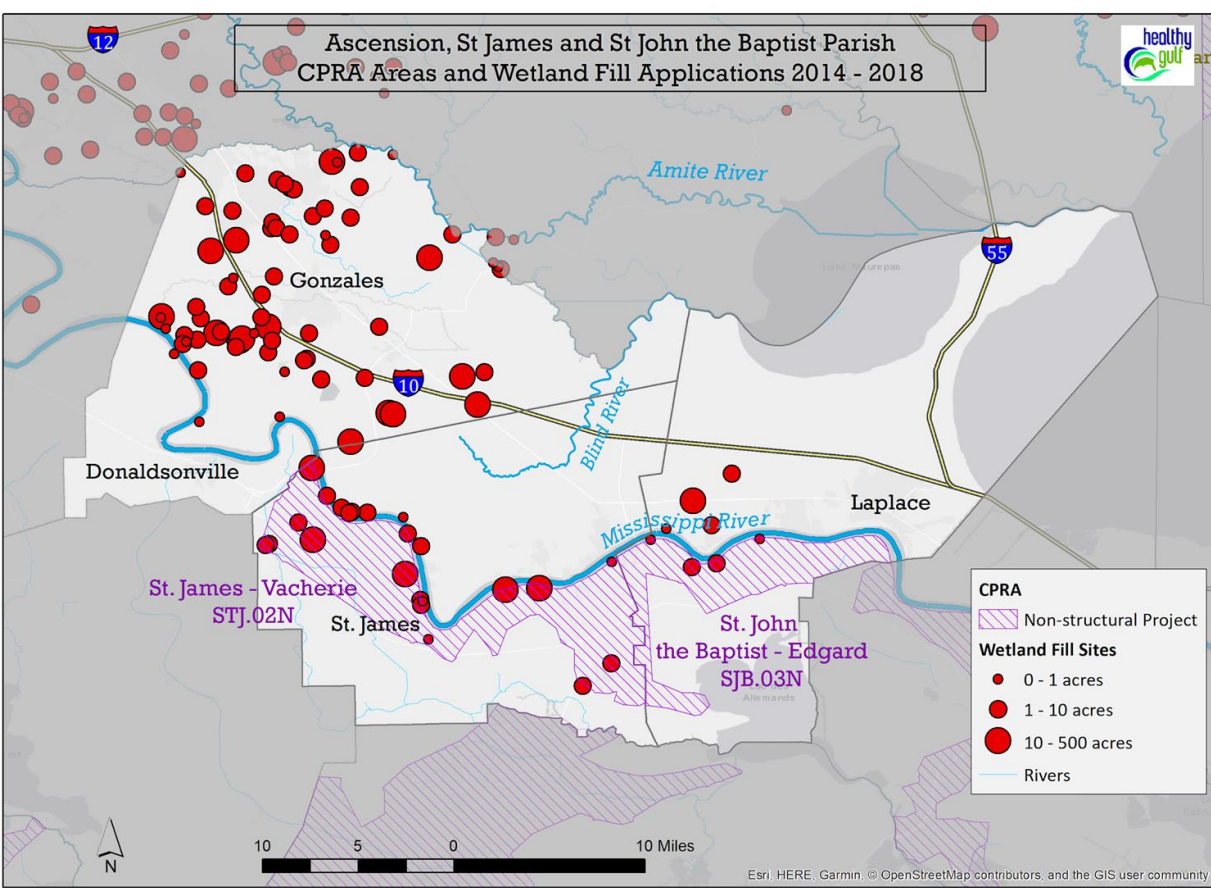 Ascension, St James and St John the Baptist Parish
CPRA Areas and Wetland Fill Applications 2014 - 2018
healthy
gulf
12
Amite River
55
Gonzales
10
Blind River
Donaldsonville
Laplace
Mississippi River
St. James - Vacherie
STJ.02N
St. James
St. John
the Baptist - Edgard
SJB.03N
Allemands
CPRA
Non-structural Project
Wetland Fill Sites
0 - 1 acres
1 - 10 acres
10 - 500 acres
Rivers
N
10 5 0 10 Miles
Esri, HERE, Garmin, © OpenStreetMap contributors, and the GIS user community